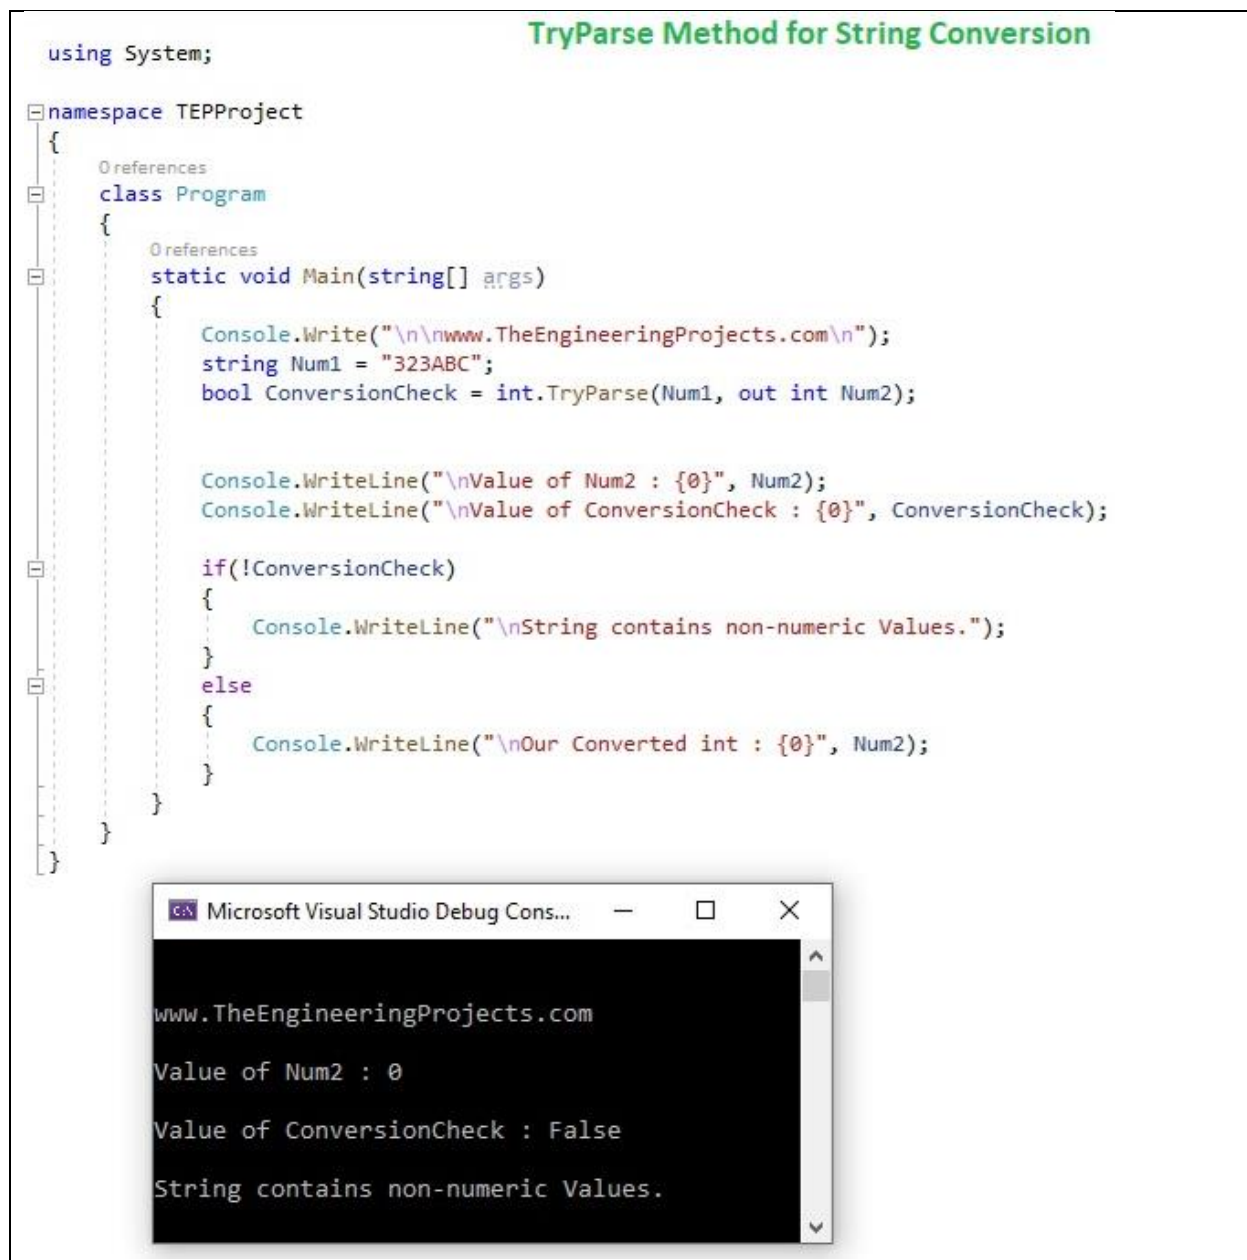 TryParse Method for String Conversion
using System;
namespace TEPProject
{
0 references
class Program
{
0 references
static void Main(string[] args)
{
Console.Write("\n\nwww.TheEngineeringProjects.com\n");
string Num1 = "323ABC";
bool ConversionCheck = int.TryParse(Num1, out int Num2);
Console.WriteLine("\nValue of Num2 : {0}", Num2);
Console.WriteLine("\nValue of ConversionCheck : {0}", ConversionCheck);
if(!ConversionCheck)
{
Console.WriteLine("\nString contains non-numeric Values.");
}
else
{
Console.WriteLine("\nOur Converted int : {0}", Num2);
}
}
}
}
C:\ Microsoft Visual Studio Debug Cons...
www.TheEngineeringProjects.com
Value of Num2 : 0
Value of ConversionCheck : False
String contains non-numeric Values.